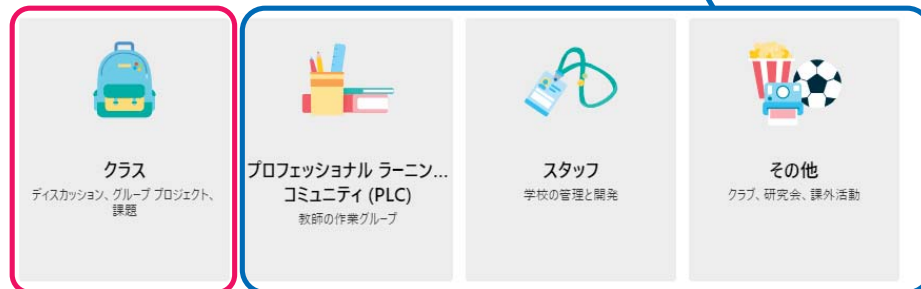 クラス
ディスカッション、グループ プロジェクト、
課題
プロフェッショナル ラーニン...
コミュニティ (PLC)
教師の作業グループ
スタッフ
学校の管理と開発
その他
クラブ、研究会、課外活動